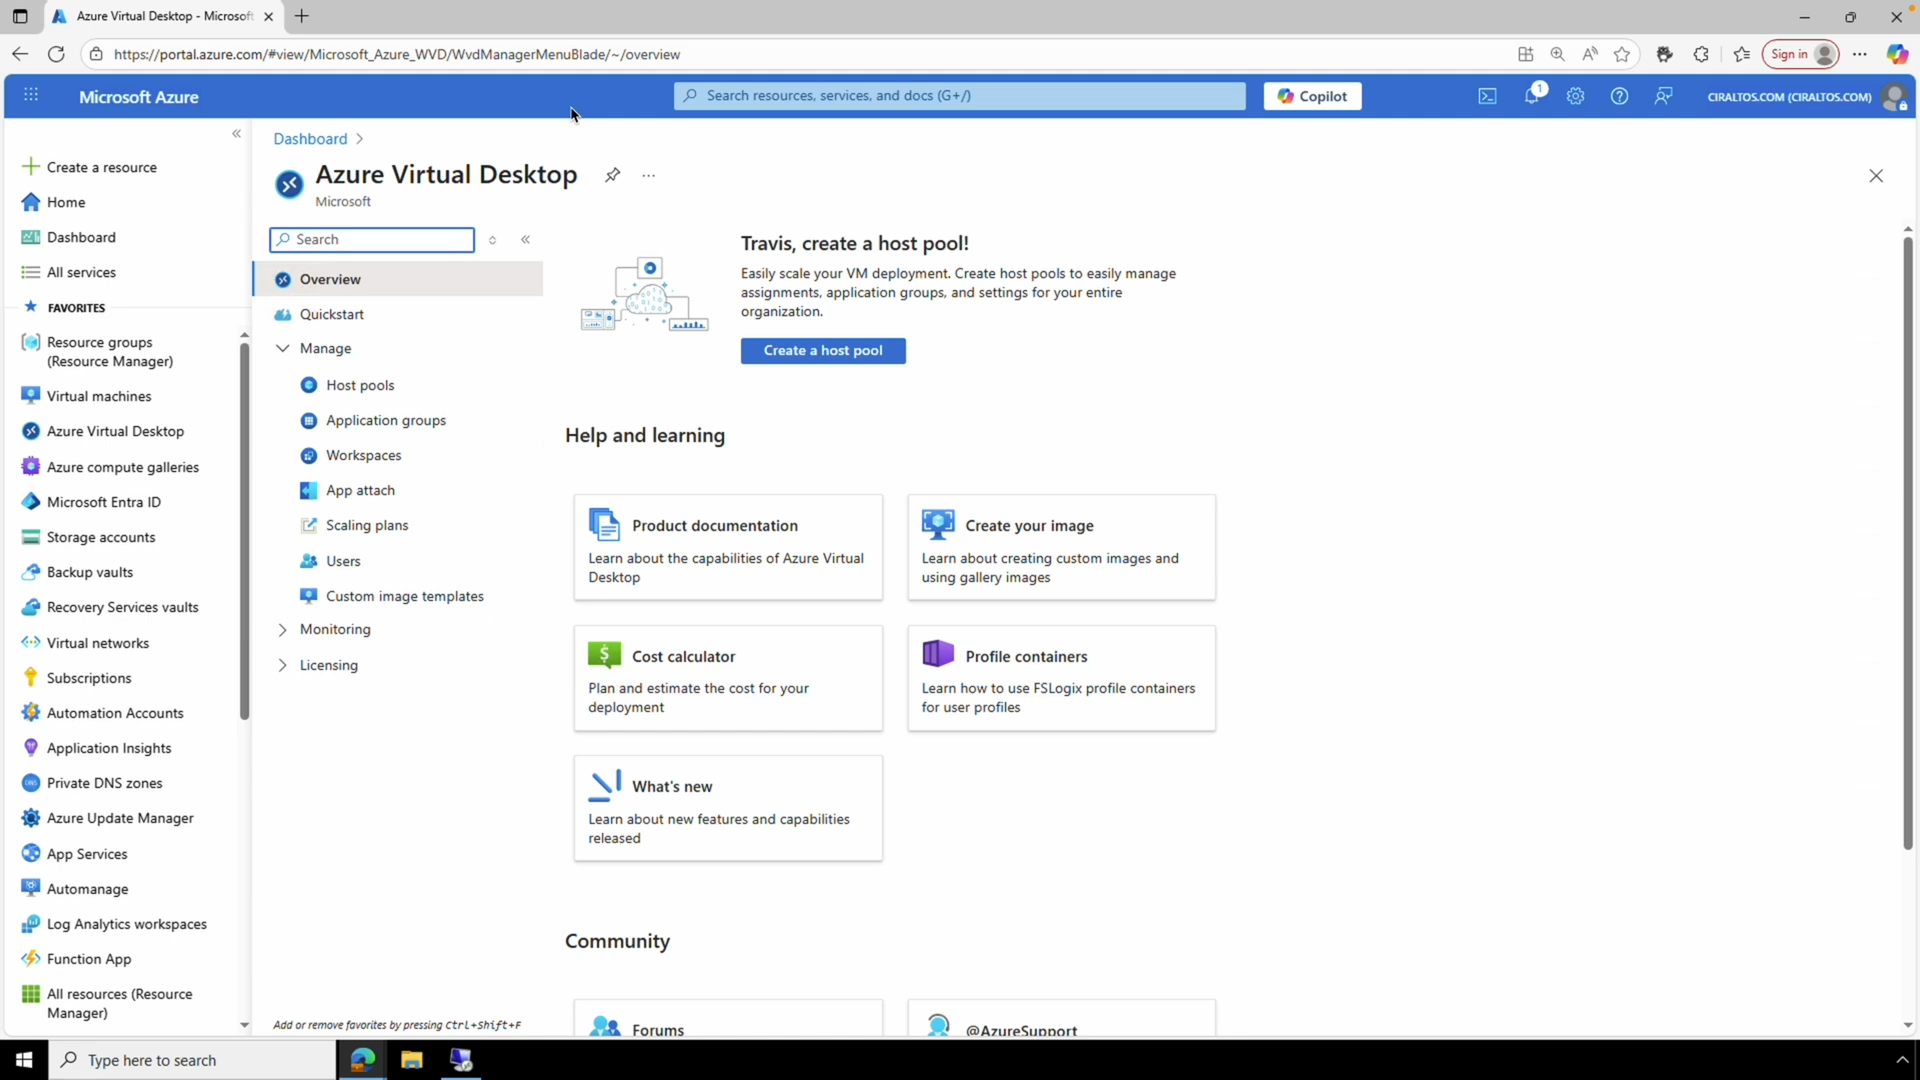 Azure Virtual Desktop - Microsoft
https://portal.azure.com/#view/Microsoft_Azure_WVD/WvdManagerMenuBlade/~/overview
Sign in
Microsoft Azure
Search resources, services, and docs (G+/)
Copilot
1
CIRALTOS.COM (CIRALTOS.COM)
Create a resource
Home
Dashboard
All services
FAVORITES
Resource groups
(Resource Manager)
Virtual machines
Azure Virtual Desktop
Azure compute galleries
Microsoft Entra ID
Storage accounts
Backup vaults
Recovery Services vaults
Virtual networks
Subscriptions
Automation Accounts
Application Insights
Private DNS zones
Azure Update Manager
App Services
Automanage
Log Analytics workspaces
Function App
All resources (Resource
Manager)
Dashboard
Azure Virtual Desktop
Microsoft
Search
Overview
Quickstart
Manage
Host pools
Application groups
Workspaces
App attach
Scaling plans
Users
Custom image templates
Monitoring
Licensing
Add or remove favorites by pressing Ctrl+Shift+F
Travis, create a host pool!
Easily scale your VM deployment. Create host pools to easily manage
assignments, application groups, and settings for your entire
organization.
Create a host pool
Help and learning
Product documentation
Learn about the capabilities of Azure Virtual
Desktop
Create your image
Learn about creating custom images and
using gallery images
Cost calculator
Plan and estimate the cost for your
deployment
Profile containers
Learn how to use FSLogix profile containers
for user profiles
What's new
Learn about new features and capabilities
released
Community
Forums
@AzureSupport
Type here to search